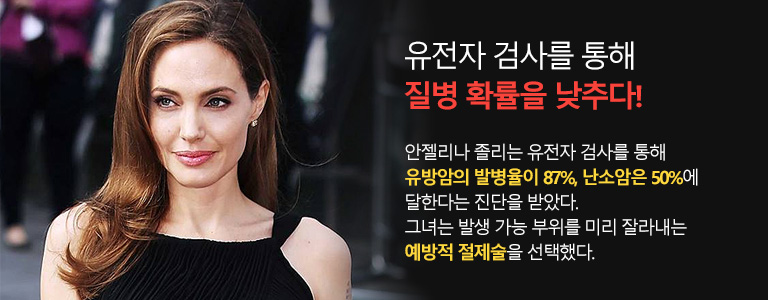 유전자 검사를 통해
질병 확률을 낮추다!
안젤리나 졸리는 유전자 검사를 통해
유방암의 발병율이 87%, 난소암은 50%에
달한다는 진단을 받았다.
그녀는 발생 가능 부위를 미리 잘라내는
예방적 절제술을 선택했다.